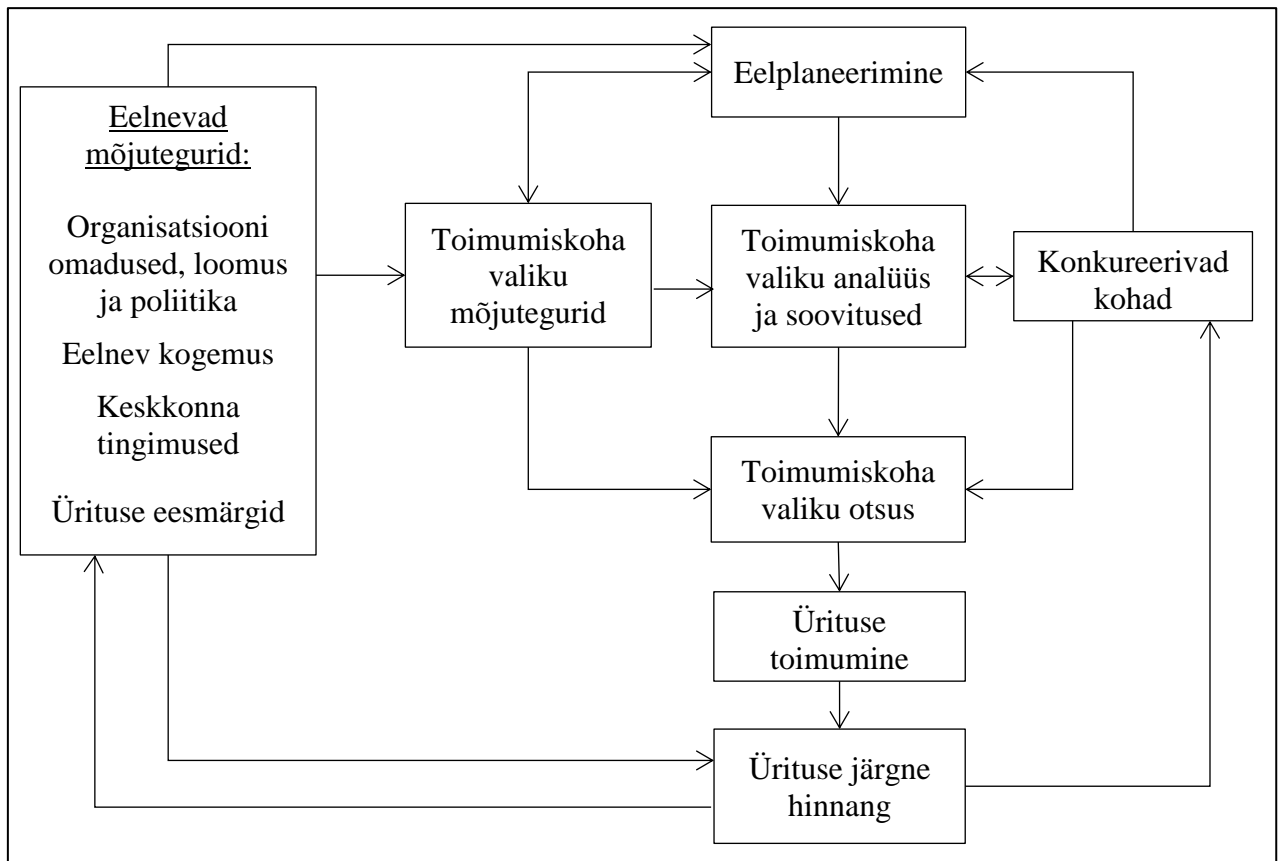 Eelplaneerimine
Eelnevad
mõjutegurid:
Organisatsiooni
omadused, loomus
ja poliitika
Eelnev kogemus
Keskkonna
tingimused
Ürituse eesmärgid
Toimumiskoha
valiku
mõjutegurid
Toimumiskoha
valiku analüüs
ja soovitused
Konkureerivad
kohad
Toimumiskoha
valiku otsus
Ürituse
toimumine
Ürituse järgne
hinnang